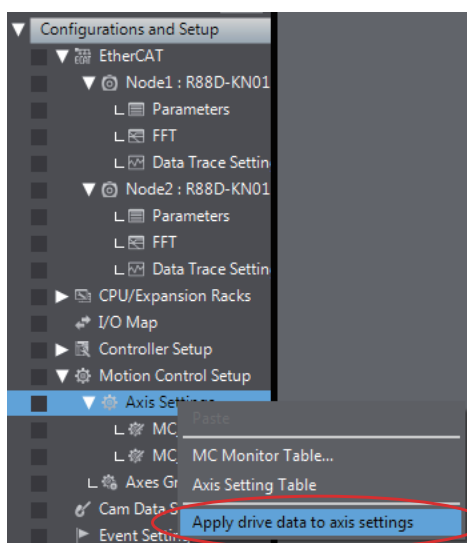 Configurations and Setup
EtherCAT
Node1 : R88D-KN01
Parameters
FFT
Data Trace Settin
Node2 : R88D-KN01
Parameters
FFT
Data Trace Settin
CPU/Expansion Racks
I/O Map
Controller Setup
Motion Control Setup
Axis Settings
Paste
MC
MC Monitor Table...
MC
Axes Gr
Axis Setting Table
Cam Data S
Apply drive data to axis settings
Event Settin